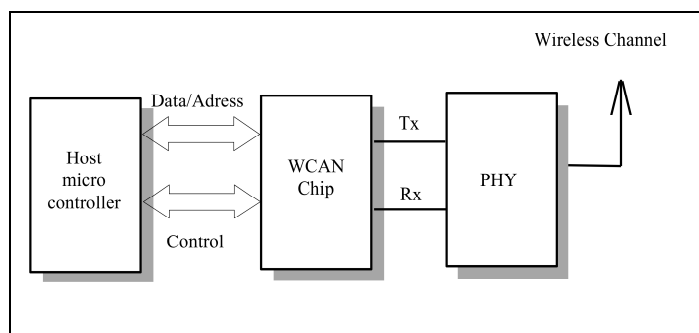 Wireless Channel
Data/Adress
Host
micro
controller
WCAN
Chip
Tx
Rx
PHY
Control